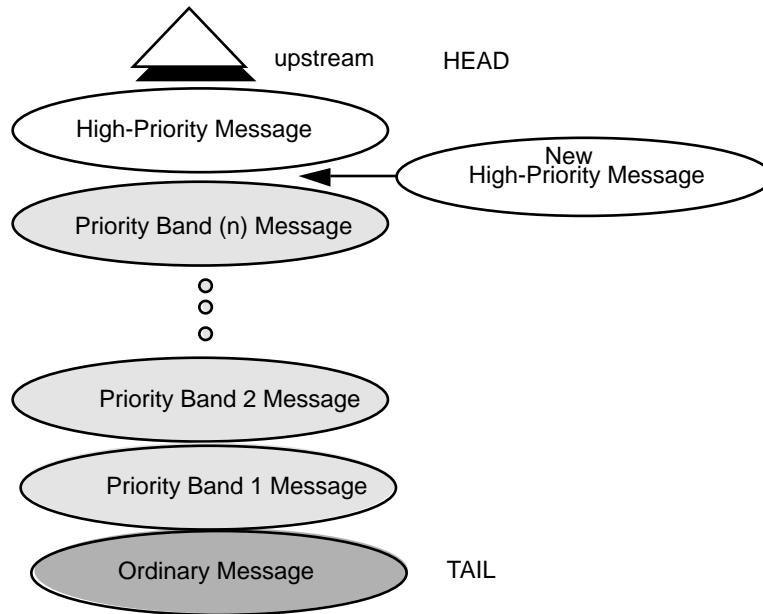 upstream HEAD
High-Priority Message
New
High-Priority Message
Priority Band (n) Message
Priority Band 2 Message
Priority Band 1 Message
Ordinary Message
TAIL